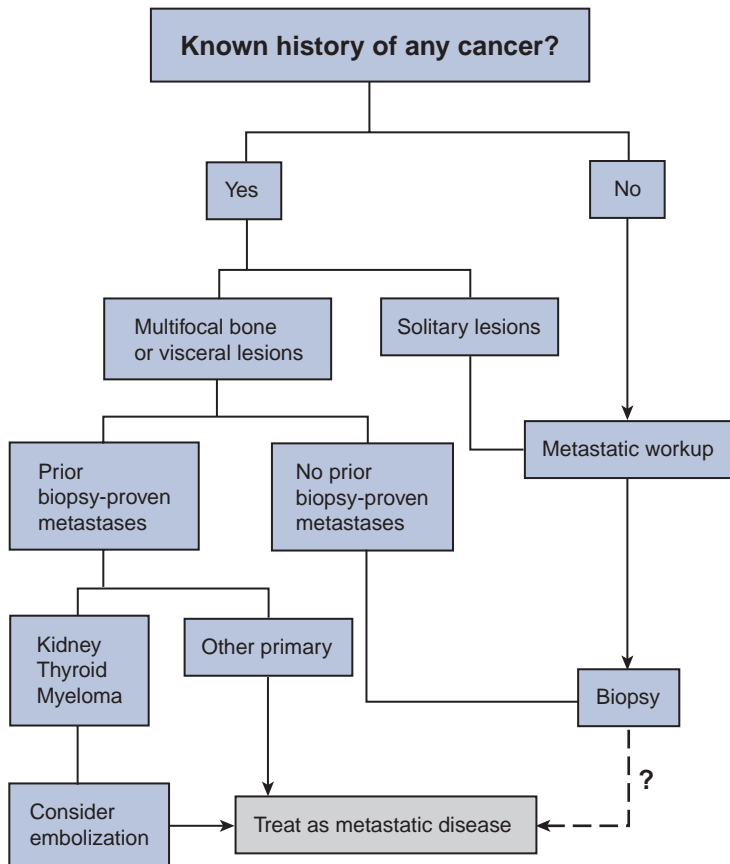 Known history of any cancer?
Yes
No
Multifocal bone
or visceral lesions
Solitary lesions
Prior
biopsy-proven
metastases
No prior
biopsy-proven
metastases
Metastatic workup
Kidney
Thyroid
Myeloma
Other primary
Biopsy
?
Consider
embolization
Treat as metastatic disease